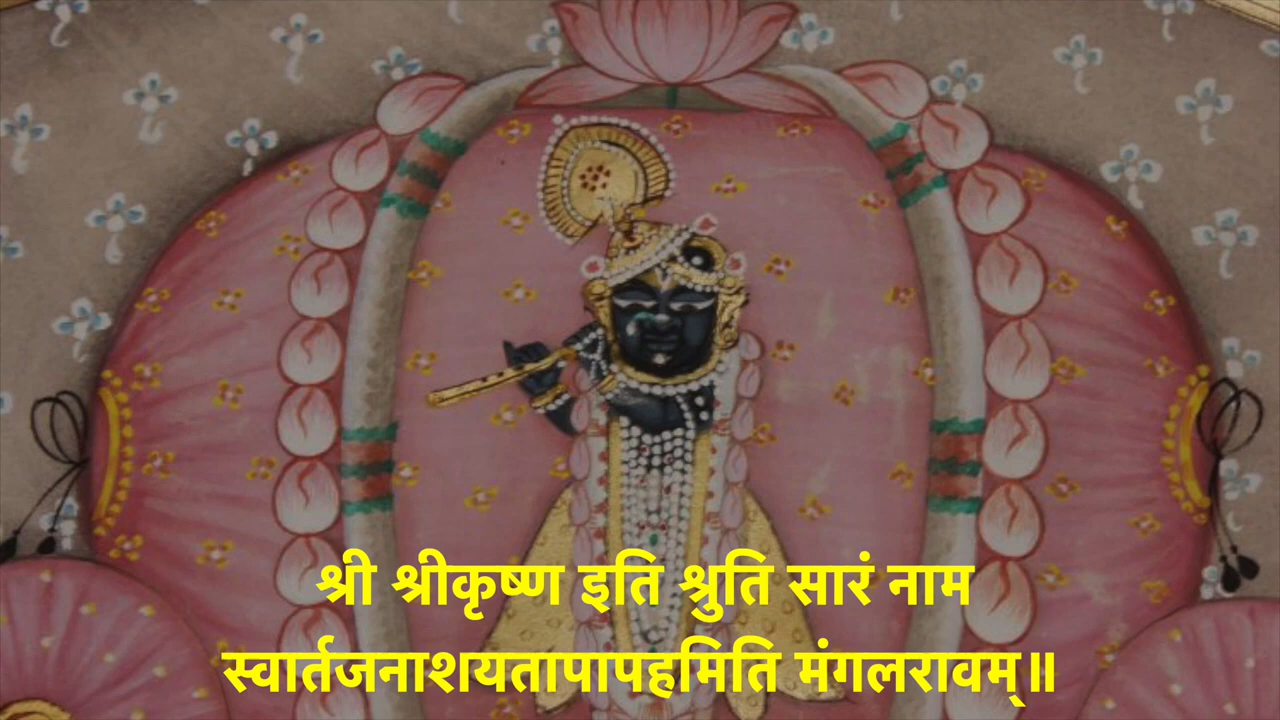 श्री श्रीकृष्ण इति श्रुति सारं नाम
स्वार्तजनाशयतापापहमिति मंगलरावम्॥